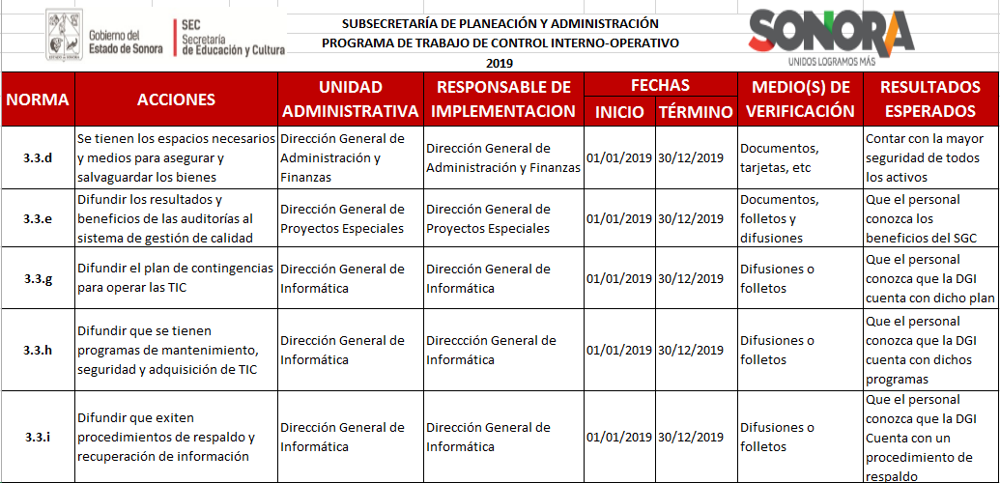 Gobierno del
Estado de Sonora
SEC
Secretaría
de Educación y Cultura
SUBSECRETARÍA DE PLANEACIÓN Y ADMINISTRACIÓN
PROGRAMA DE TRABAJO DE CONTROL INTERNO-OPERATIVO
2019
SONORA
UNIDOS LOGRAMOS MÁS
NORMA
ACCIONES
UNIDAD
ADMINISTRATIVA
RESPONSABLE DE
IMPLEMENTACION
FECHAS
INICIO
TÉRMINO
MEDIO(S) DE
VERIFICACIÓN
RESULTADOS
ESPERADOS
3.3.d
Se tienen los espacios necesarios
y medios para asegurar y
salvaguardar los bienes
Dirección General de
Administración y
Finanzas
Dirección General de
Administración y Finanzas
01/01/2019
30/12/2019
Documentos,
tarjetas, etc
Contar con la mayor
seguridad de todos
los activos
3.3.e
Difundir los resultados y
beneficios de las auditorías al
sistema de gestión de calidad
Dirección General de
Proyectos Especiales
Dirección General de
Proyectos Especiales
01/01/2019
30/12/2019
Documentos,
folletos y
difusiones
Que el personal
conozca los
beneficios del SGC
3.3.g
Difundir el plan de contingencias
para operar las TIC
Dirección General de
Informática
Dirección General de
Informática
01/01/2019
30/12/2019
Difusiones o
folletos
Que el personal
conozca que la DGI
cuenta con dicho plan
3.3.h
Difundir que se tienen
programas de mantenimiento,
seguridad y adquisición de TIC
Dirección General de
Informática
Direccción General de
Informática
01/01/2019
30/12/2019
Difusiones o
folletos
Que el personal
conozca que la DGI
cuenta con dichos
programas
3.3.i
Difundir que exiten
procedimientos de respaldo y
recuperación de información
Dirección General de
Informática
Dirección General de
Informática
01/01/2019
30/12/2019
Difusiones o
folletos
Que el personal
conozca que la DGI
Cuenta con un
procedimiento de
respaldo